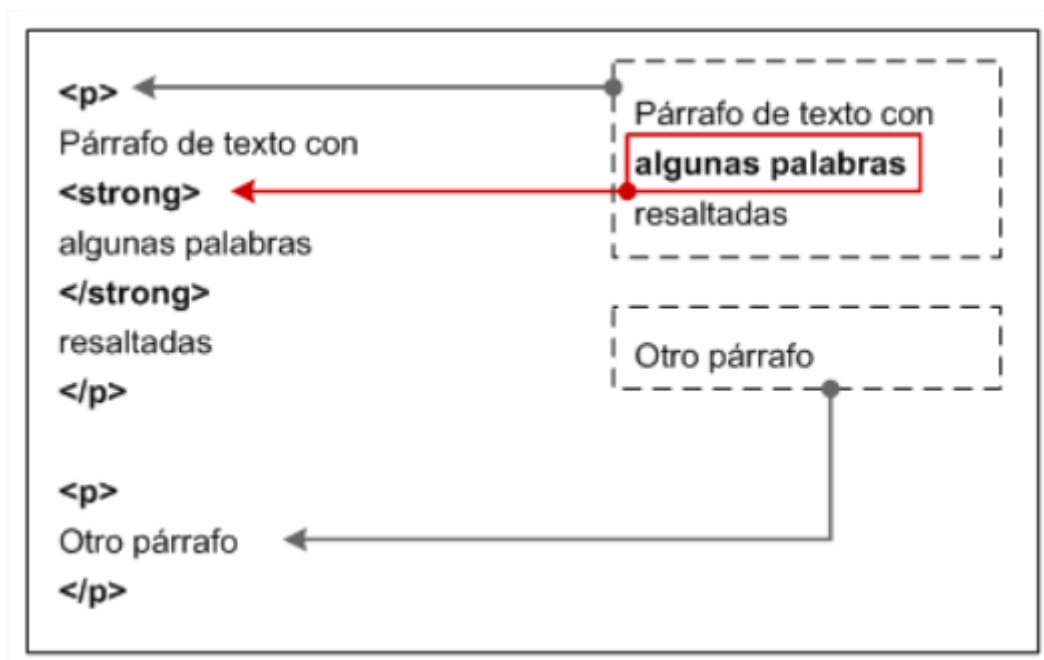 <p>
Párrafo de texto con
<strong>
algunas palabras
</strong>
resaltadas
</p>
<p>
Otro párrafo
</p>
Párrafo de texto con
algunas palabras
resaltadas
Otro párrafo